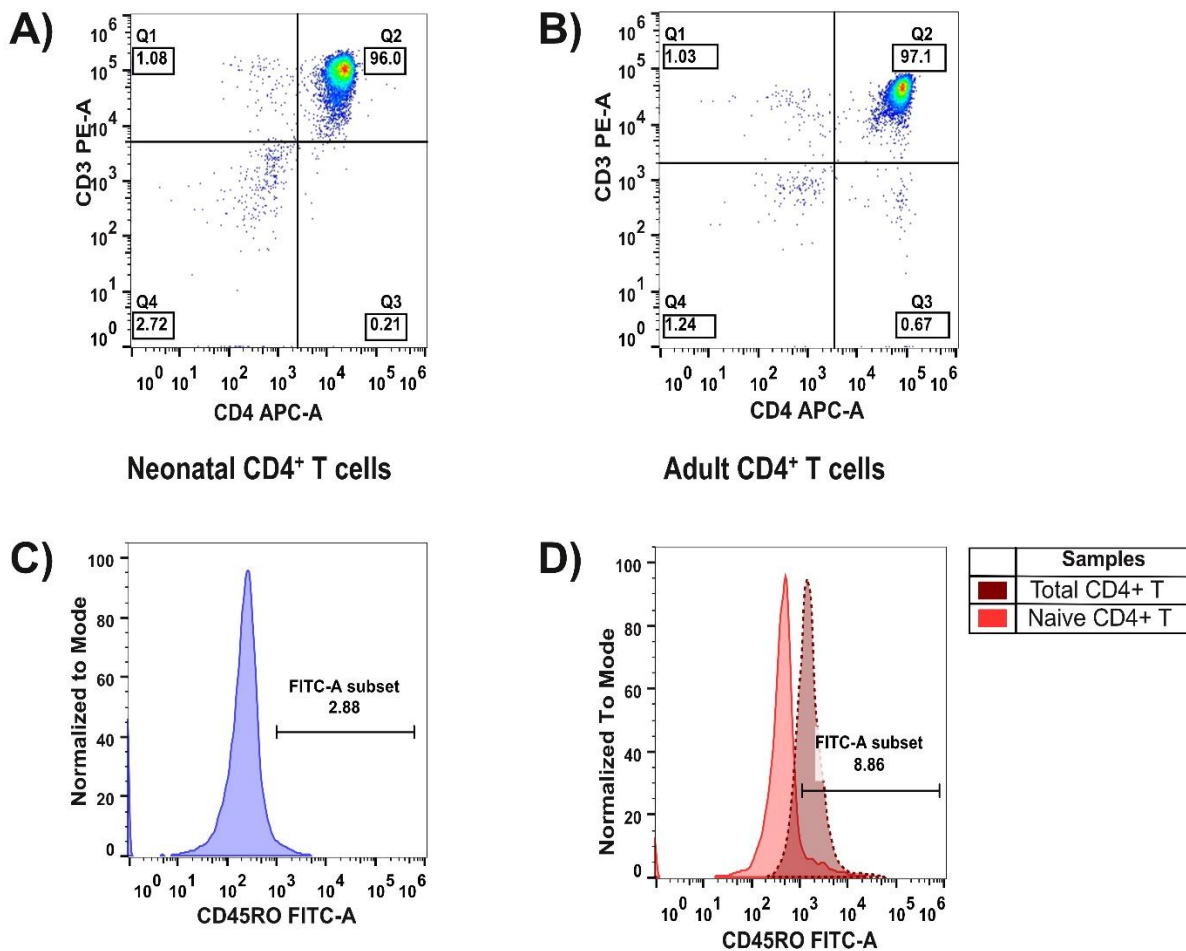 A)
Q1
1.08
Q2
96.0
10^6
10^5
10^4
10^3
10^2
10^1
10^0
CD3 PE-A
Q4
2.72
Q3
0.21
10^0 10^1 10^2 10^3 10^4 10^5 10^6
CD4 APC-A
Neonatal CD4⁺ T cells
B)
Q1
1.03
Q2
97.1
10^6
10^5
10^4
10^3
10^2
10^1
10^0
CD3 PE-A
Q4
1.24
Q3
0.67
10^0 10^1 10^2 10^3 10^4 10^5 10^6
CD4 APC-A
Adult CD4⁺ T cells
C)
100
80
60
40
20
0
Normalized to Mode
FITC-A subset
2.88
10^0 10^1 10^2 10^3 10^4 10^5 10^6
CD45RO FITC-A
D)
100
80
60
40
20
0
Normalized To Mode
FITC-A subset
8.86
10^0 10^1 10^2 10^3 10^4 10^5 10^6
CD45RO FITC-A
Samples
Total CD4+ T
Naive CD4+ T